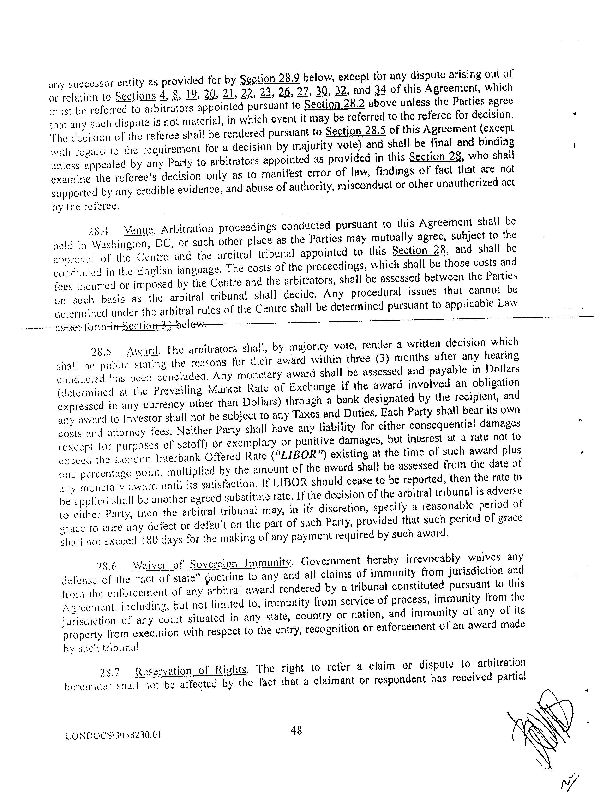 any successor entity as provided for by Section 28.9 below, except for any dispute arising out of
or relation to Sections 4, 8, 19, 20, 21, 22, 23, 26, 27, 30, 32, and 34 of this Agreement, which
must be referred to arbitrators appointed pursuant to Section 28.2 above unless the Parties agree
that any such dispute is not material, in which event it may be referred to the referee for decision.
The decision of the referee shall be rendered pursuant to Section 28.5 of this Agreement (except
with regard to the requirement for a decision by majority vote) and shall be final and binding
unless appealed by any Party to arbitrators appointed as provided in this Section 28, who shall
examine the referee's decision only as to manifest error of law, findings of fact that are not
supported by any credible evidence, and abuse of authority, misconduct or other unauthorized act
by the referee.
28.4 Venue. Arbitration proceedings conducted pursuant to this Agreement shall be
held in Washington, DC, or such other place as the Parties may mutually agree, subject to the
approval of the Centre and the arbitral tribunal appointed to this Section 28, and shall be
conducted in the English language. The costs of the proceedings, which shall be those costs and
fees incurred or imposed by the Centre and the arbitrators, shall be assessed between the Parties
on such basis as the arbitral tribunal shall decide. Any procedural issues that cannot be
determined under the arbitral rules of the Centre shall be determined pursuant to applicable Law
as set forth in Section 33 below.
28.5 Award. The arbitrators shall, by majority vote, render a written decision which
shall be public stating the reasons for their award within three (3) months after any hearing
conducted has been concluded. Any monetary award shall be assessed and payable in Dollars
(determined at the Prevailing Market Rate of Exchange if the award involved an obligation
expressed in any currency other than Dollars) through a bank designated by the recipient, and
any award to Investor shall not be subject to any Taxes and Duties. Each Party shall bear its own
costs and attorney fees. Neither Party shall have any liability for either consequential damages
(except for purposes of setoff) or exemplary or punitive damages, but interest at a rate not to
exceed the London Interbank Offered Rate ("LIBOR") existing at the time of such award plus
one percentage point, multiplied by the amount of the award shall be assessed from the date of
any monetary award until its satisfaction. If LIBOR should cease to be reported, then the rate to
be applied shall be another agreed substitute rate. If the decision of the arbitral tribunal is adverse
to either Party, then the arbitral tribunal may, in its discretion, specify a reasonable period of
grace to cure any defect or default on the part of such Party, provided that such period of grace
shall not exceed 180 days for the making of any payment required by such award.
28.6 Waiver of Sovereign Immunity. Government hereby irrevocably waives any
defense of the "act of state" doctrine to any and all claims of immunity from jurisdiction and
from the enforcement of any arbitral award rendered by a tribunal constituted pursuant to this
Agreement, including, but not limited to, immunity from service of process, immunity from the
jurisdiction of any court situated in any state, country or nation, and immunity of any of its
property from execution with respect to the entry, recognition or enforcement of an award made
by such tribunal.
28.7 Reservation of Rights. The right to refer a claim or dispute to arbitration
hereunder shall not be affected by the fact that a claimant or respondent has received partial
48